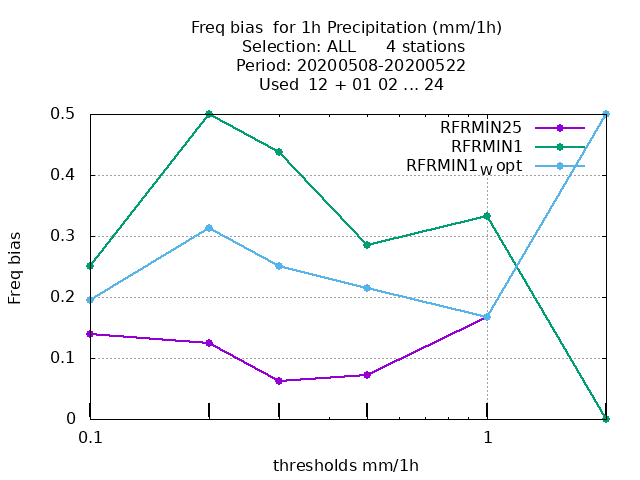 Freq bias  for 1h Precipitation (mm/1h)
Selection: ALL      4 stations
Period: 20200508-20200522
Used  12 + 01 02 ... 24
RFRMIN25
RFRMIN1
RFRMIN1w opt
0.5
0.4
0.3
0.2
0.1
0
Freq bias
0.1
1
thresholds mm/1h